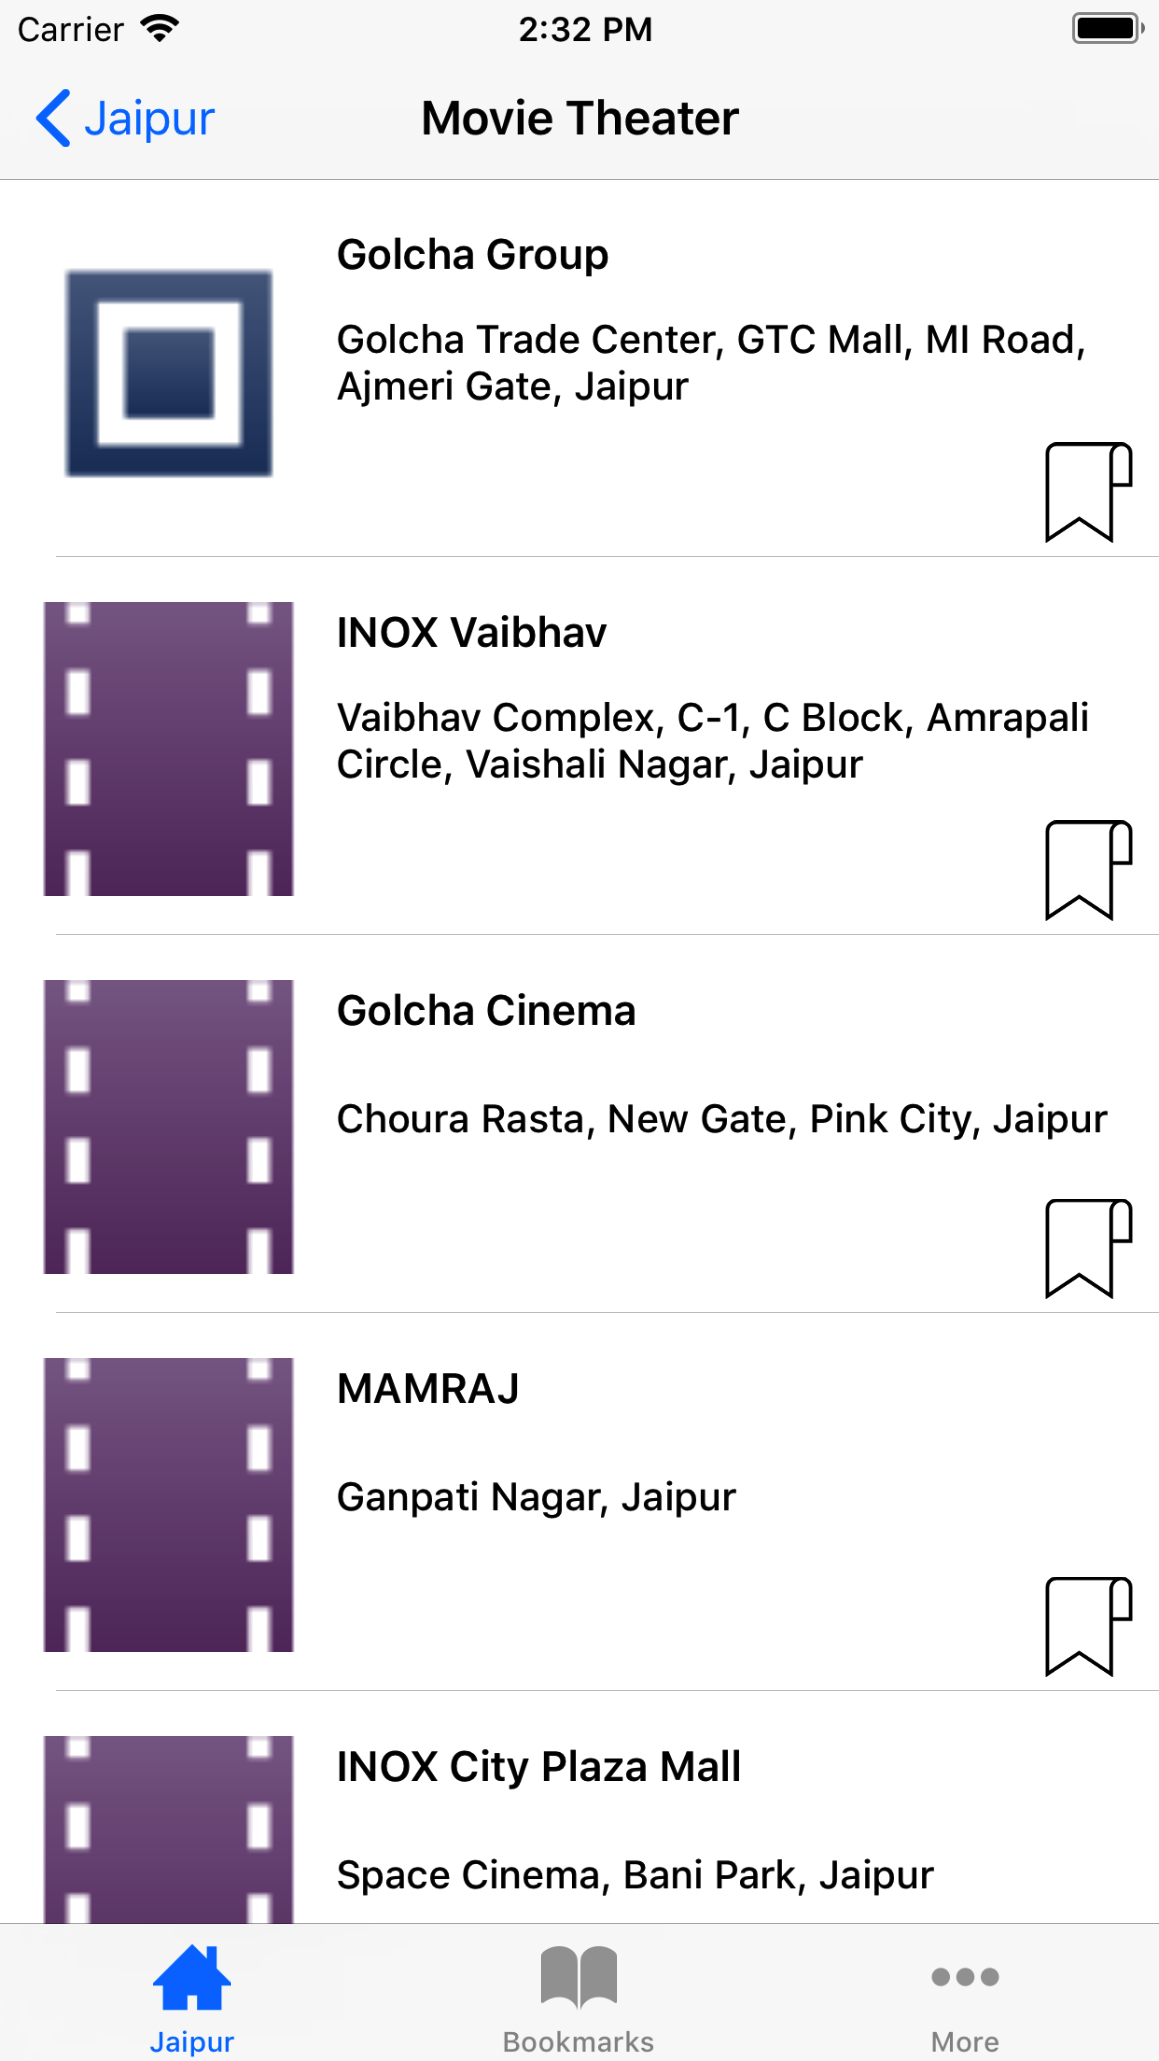 Carrier 2:32 PM
Jaipur Movie Theater
Golcha Group
Golcha Trade Center, GTC Mall, MI Road,
Ajmeri Gate, Jaipur
INOX Vaibhav
Vaibhav Complex, C-1, C Block, Amrapali
Circle, Vaishali Nagar, Jaipur
Golcha Cinema
Choura Rasta, New Gate, Pink City, Jaipur
MAMRAJ
Ganpati Nagar, Jaipur
INOX City Plaza Mall
Space Cinema, Bani Park, Jaipur
Jaipur Bookmarks More